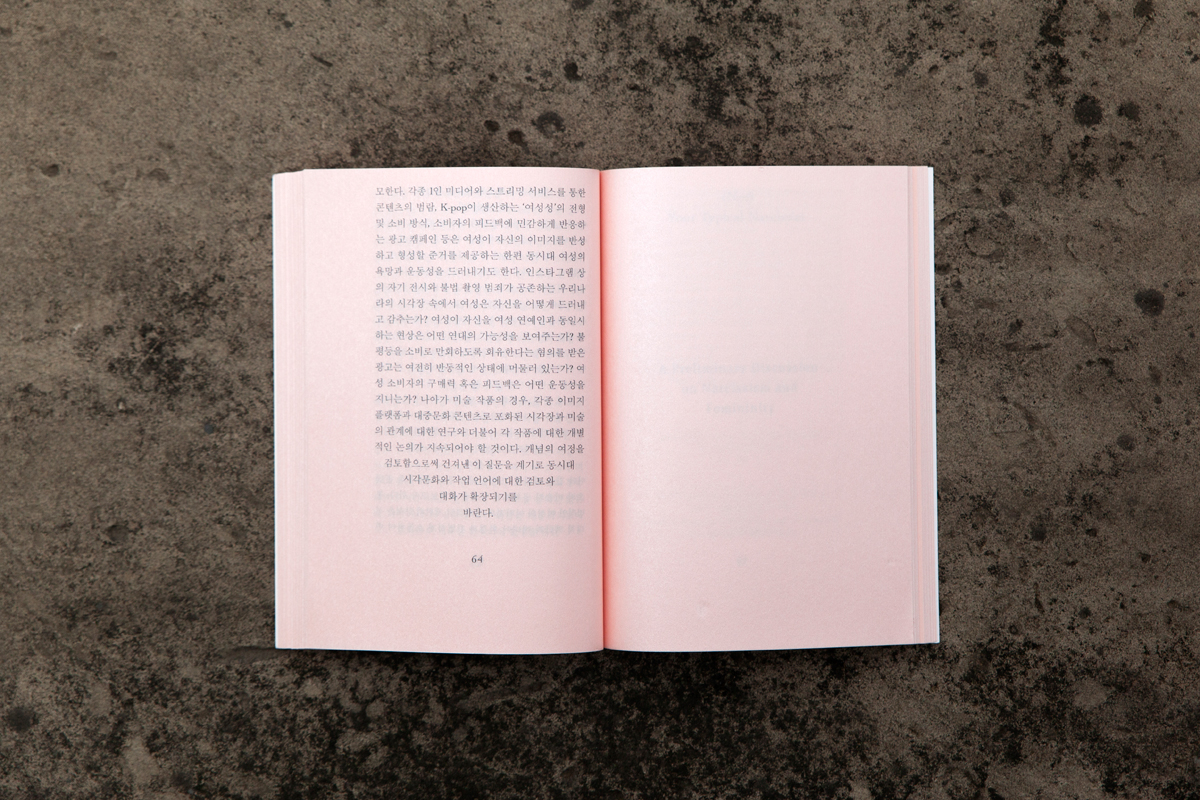 모한다. 각종 1인 미디어와 스트리밍 서비스를 통한
콘텐츠의 범람, K-pop이 생산하는 ‘여성성’의 전형
및 소비 방식, 소비자의 피드백에 민감하게 반응하
는 광고 캠페인 등은 여성이 자신의 이미지를 반성
하고 형성할 준거를 제공하는 한편 동시대 여성의
욕망과 운동성을 드러내기도 한다. 인스타그램 상
의 자기 전시와 불법 촬영 범죄가 공존하는 우리나
라의 시각장 속에서 여성은 자신을 어떻게 드러내
고 감추는가? 여성이 자신을 여성 연예인과 동일시
하는 현상은 어떤 연대의 가능성을 보여주는가? 불
평등을 소비로 만회하도록 회유한다는 혐의를 받은
광고는 여전히 반동적인 상태에 머물러 있는가? 여
성 소비자의 구매력 혹은 피드백은 어떤 운동성을
지니는가? 나아가 미술 작품의 경우, 각종 이미지
플랫폼과 대중문화 콘텐츠로 포화된 시각장과 미술
의 관계에 대한 연구와 더불어 각 작품에 대한 개별
적인 논의가 지속되어야 할 것이다. 개념의 여정을
검토함으로써 건져낸 이 질문을 계기로 동시대
시각문화와 작업 언어에 대한 검토와
대화가 확장되기를
바란다.
64